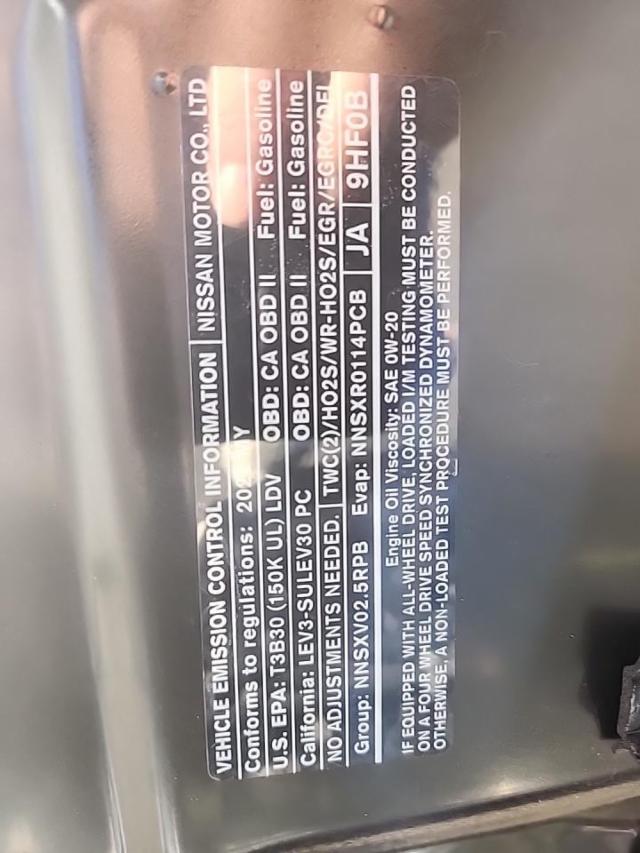 VEHICLE EMISSION CONTROL INFORMATION NISSAN MOTOR CO., LTD
Conforms to regulations:
U.S. EPA: T3B30 (150K UL) LDV OBD: CA OBD II Fuel: Gasoline
California: LEV3-SULEV30 PC OBD: CA OBD II Fuel: Gasoline
NO ADJUSTMENTS NEEDED. TWC(2)/HO2S/WR-HO2S/EGR/EGRC/DFI
Group: NNSXV02.5RPB Evap: NNSXR0114PCB JA 9HF0B
Engine Oil Viscosity: SAE 0W-20
IF EQUIPPED WITH ALL-WHEEL DRIVE, LOADED I/M TESTING MUST BE CONDUCTED
ON A FOUR WHEEL DRIVE SPEED SYNCHRONIZED DYNAMOMETER.
OTHERWISE, A NON-LOADED TEST PROCEDURE MUST BE PERFORMED.